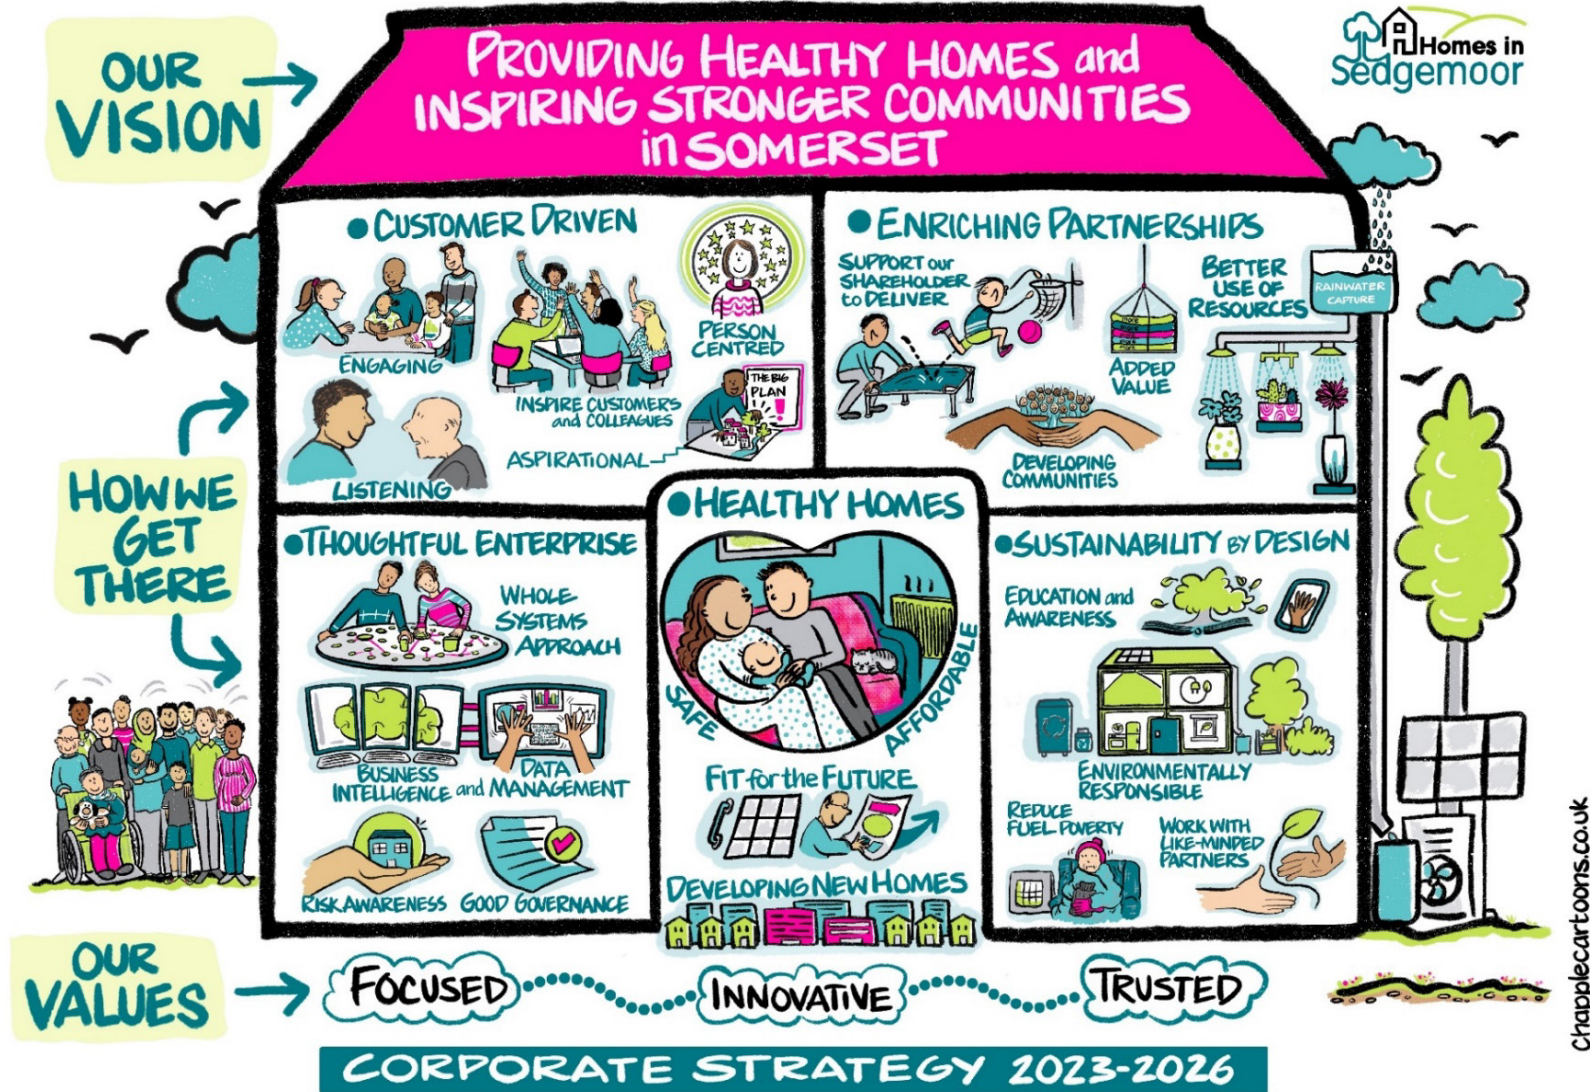 OUR
VISION
PROVIDING HEALTHY HOMES and
INSPIRING STRONGER COMMUNITIES
in SOMERSET
Homes in
Sedgemoor
HOW WE
GET
THERE
CUSTOMER DRIVEN
ENGAGING
INSPIRE CUSTOMERS
and COLLEAGUES
PERSON
CENTRED
LISTENING
ASPIRATIONAL
THE BIG
PLAN
!
ENRICHING PARTNERSHIPS
SUPPORT our
SHAREHOLDER
to DELIVER
ADDED
VALUE
BETTER
USE OF
RESOURCES
RAINWATER
CAPTURE
DEVELOPING
COMMUNITIES
THOUGHTFUL ENTERPRISE
WHOLE
SYSTEMS
APPROACH
BUSINESS
INTELLIGENCE and DATA
MANAGEMENT
RISK AWARENESS
GOOD GOVERNANCE
HEALTHY HOMES
SAFE
AFFORDABLE
FIT for the FUTURE
DEVELOPING NEW HOMES
SUSTAINABILITY BY DESIGN
EDUCATION and
AWARENESS
ENVIRONMENTALLY
RESPONSIBLE
REDUCE
FUEL POVERTY
WORK WITH
LIKE-MINDED
PARTNERS
OUR
VALUES
FOCUSED
INNOVATIVE
TRUSTED
CORPORATE STRATEGY 2023-2026
Chapplecartoons.co.uk